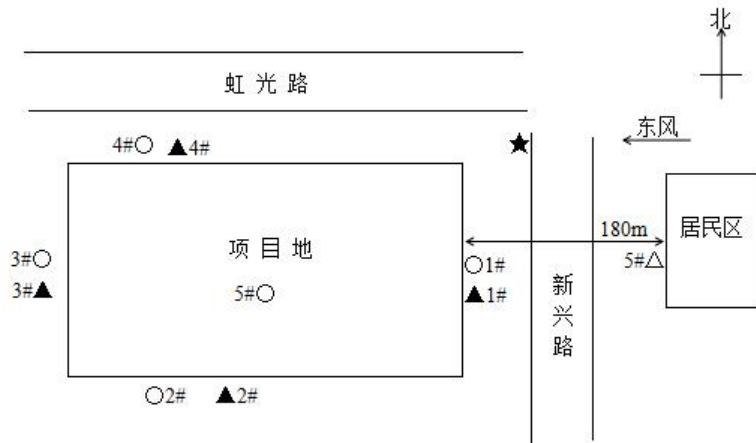 北
虹光路
东风
4#○ ▲4#
居民区
180m
项目地
3#○
○1#
5#△
3#▲
5#○
▲1#
新兴路
○2# ▲2#